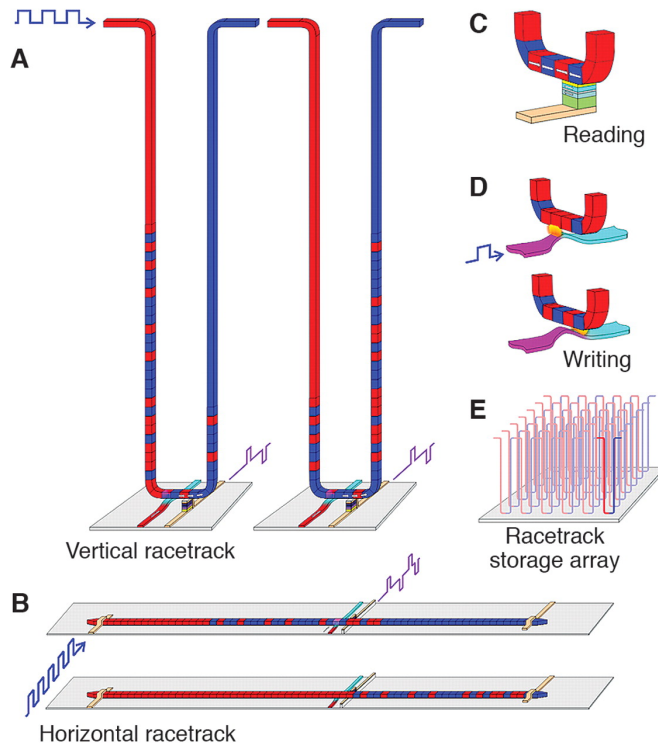 A
Vertical racetrack
C
Reading
D
Writing
E
Racetrack
storage array
B
Horizontal racetrack